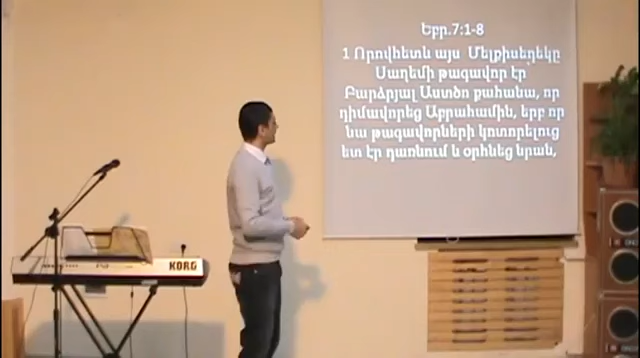 Եբր.7:1-8
1 Որովհետև այս Մելքիսեդեկը
Սաղեմի թագավոր էր
Բարձրյալ Աստծո քահանա, որ
դիմավորեց Աբրահամին, երբ որ
նա թագավորների կոտորելուց
ետ էր դառնում և օրհնեց նրան,
KORG